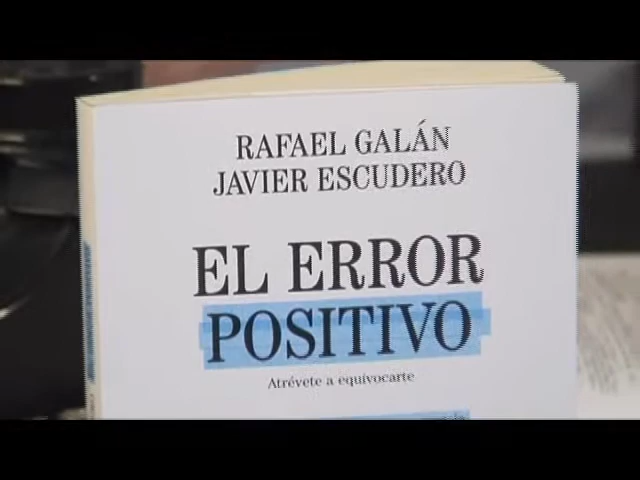 RAFAEL GALÁN
JAVIER ESCUDERO
EL ERROR
POSITIVO
Atrévete a equivocarte